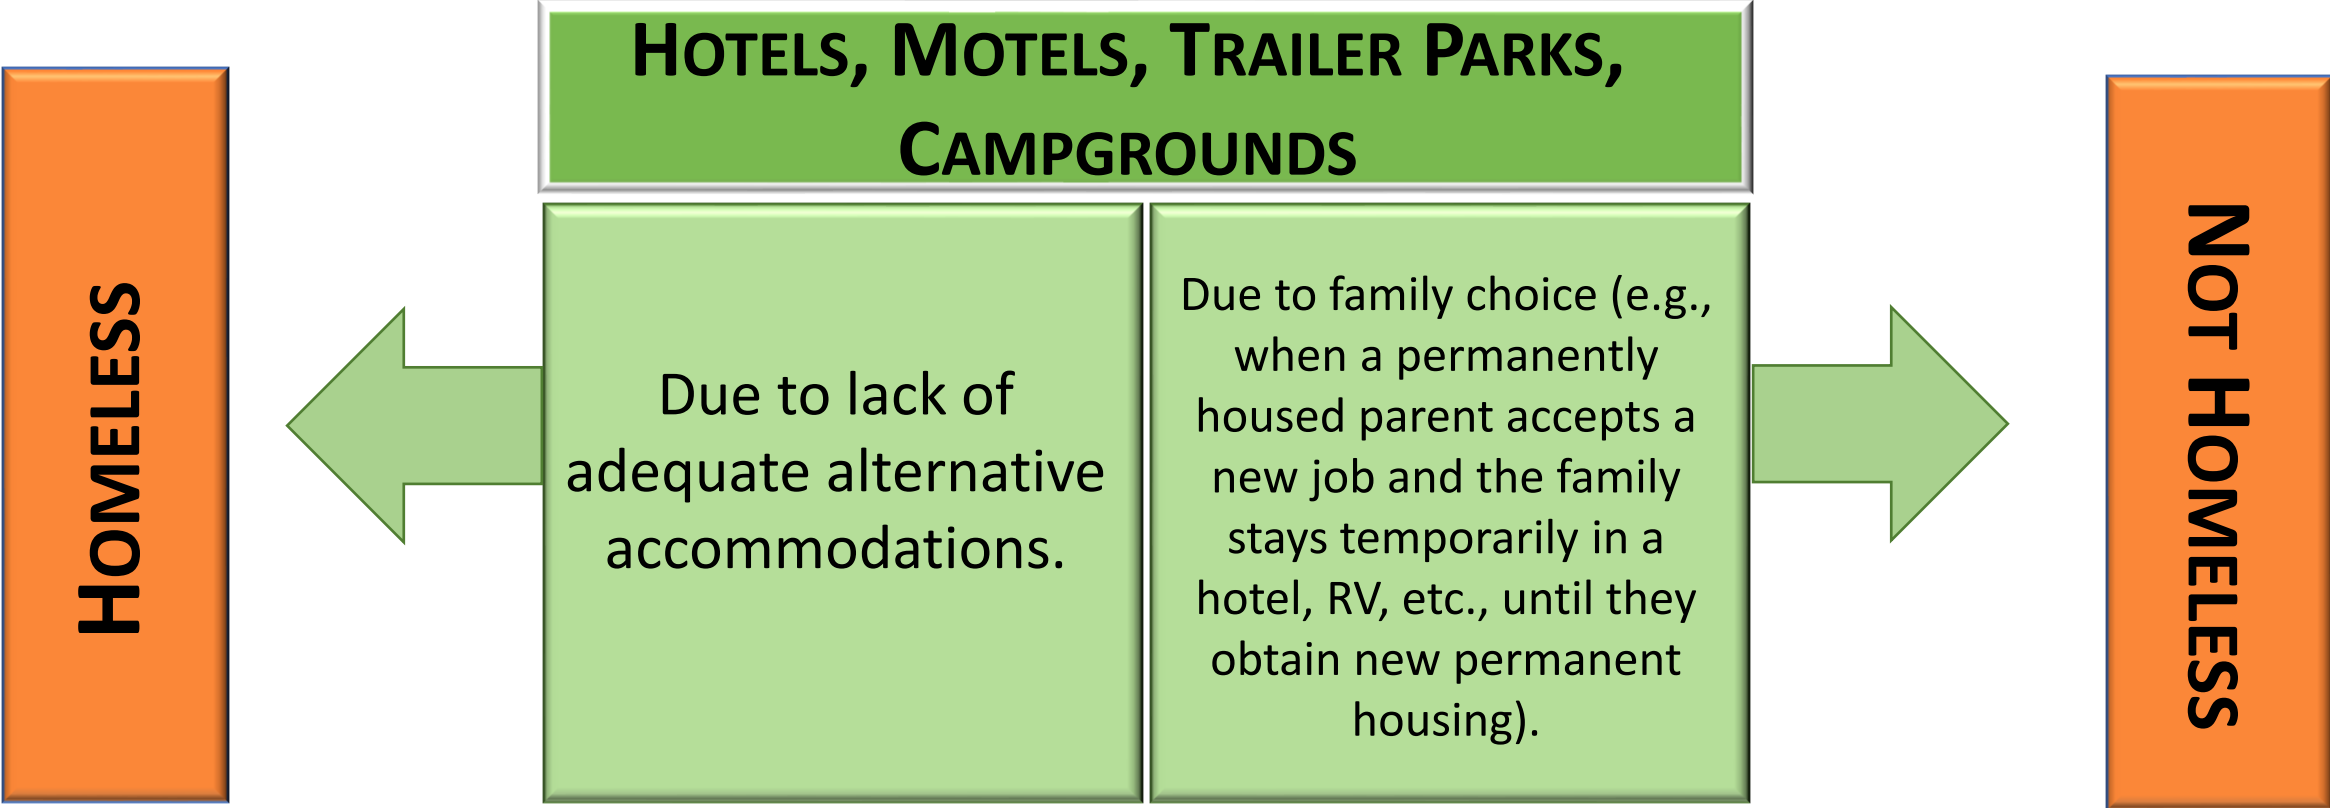 HOTELS, MOTELS, TRAILER PARKS,
CAMPGROUNDS
HOMELESS
Due to lack of
adequate alternative
accommodations.
Due to family choice (e.g.,
when a permanently
housed parent accepts a
new job and the family
stays temporarily in a
hotel, RV, etc., until they
obtain new permanent
housing).
NOT HOMELESS